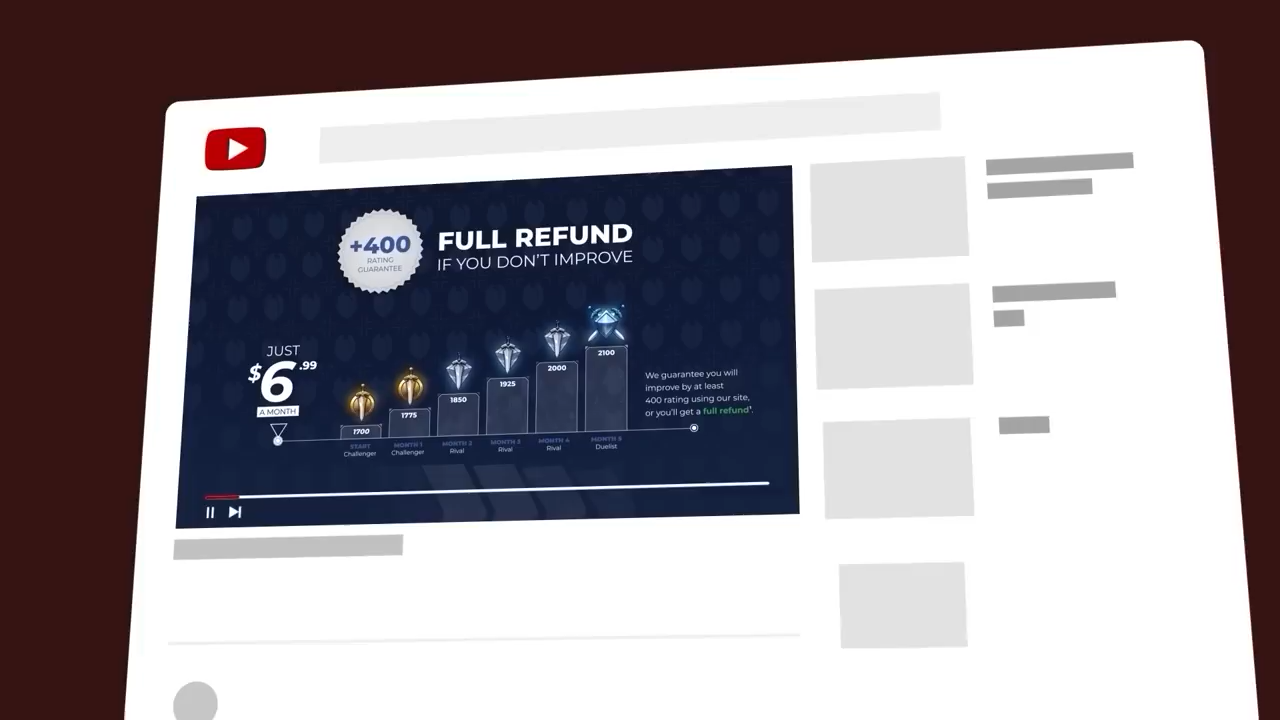 +400
RATING
GUARANTEE
FULL REFUND
IF YOU DON'T IMPROVE
JUST
$6.99
A MONTH
1700
1775
1850
1925
2000
2100
START
Challenger
MONTH 1
Challenger
MONTH 2
Rival
MONTH 3
Rival
MONTH 4
Rival
MONTH 5
Duelist
We guarantee you will
improve by at least
400 rating using our site,
or you'll get a full refund*.